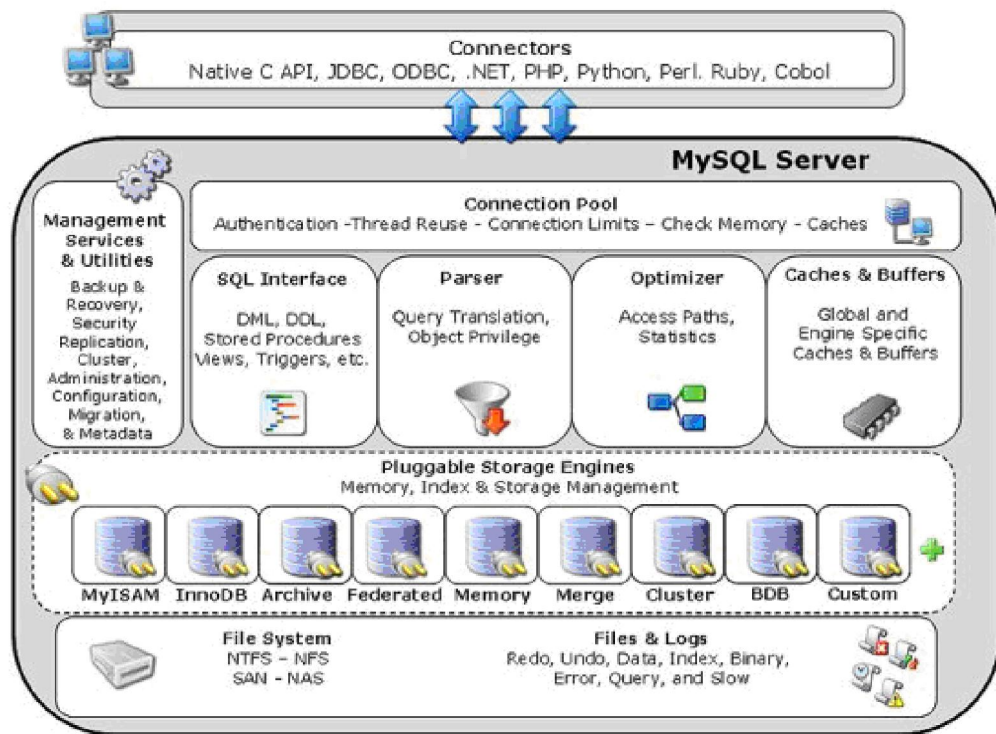 Connectors
Native C API, JDBC, ODBC, .NET, PHP, Python, Perl. Ruby, Cobol
MySQL Server
Management
Services
& Utilities
Backup &
Recovery,
Security
Replication,
Cluster,
Administration,
Configuration,
Migration,
& Metadata
Connection Pool
Authentication -Thread Reuse - Connection Limits – Check Memory - Caches
SQL Interface
DML, DDL,
Stored Procedures
Views, Triggers, etc.
Parser
Query Translation,
Object Privilege
Optimizer
Access Paths,
Statistics
Caches & Buffers
Global and
Engine Specific
Caches & Buffers
Pluggable Storage Engines
Memory, Index & Storage Management
MyISAM InnoDB Archive Federated Memory Merge Cluster BDB Custom
File System
NTFS – NFS
SAN – NAS
Files & Logs
Redo, Undo, Data, Index, Binary,
Error, Query, and Slow